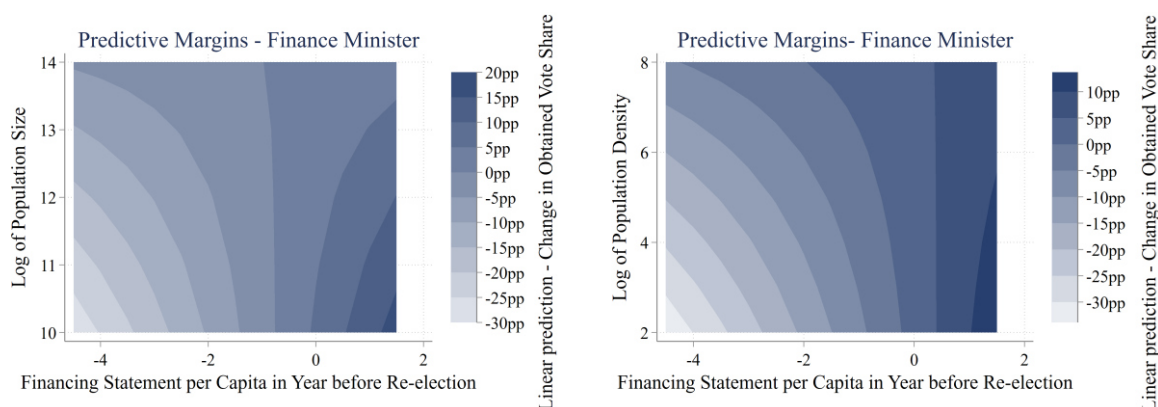 Predictive Margins - Finance Minister
Log of Population Size
14
13
12
11
10
-4
-2
0
2
Financing Statement per Capita in Year before Re-election
20pp
15pp
10pp
5pp
0pp
-5pp
-10pp
-15pp
-20pp
-25pp
-30pp
Linear prediction - Change in Obtained Vote Share
Predictive Margins- Finance Minister
Log of Population Density
8
6
4
2
-4
-2
0
2
Financing Statement per Capita in Year before Re-election
10pp
5pp
0pp
-5pp
-10pp
-15pp
-20pp
-25pp
-30pp
Linear prediction - Change in Obtained Vote Share